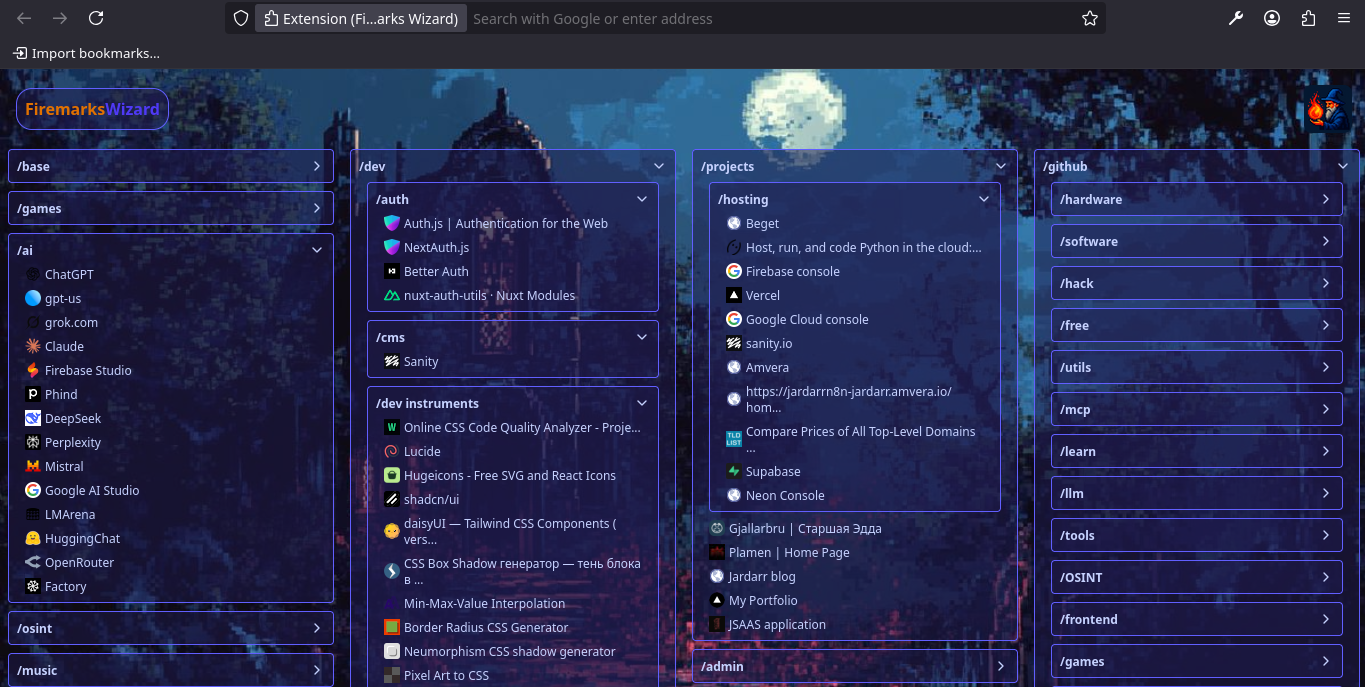 Extension (Fi...arks Wizard)
Search with Google or enter address
Import bookmarks...
FiremarksWizard
/base
/games
/ai
ChatGPT
gpt-us
grok.com
Claude
Firebase Studio
Phind
DeepSeek
Perplexity
Mistral
Google AI Studio
LMArena
HuggingChat
OpenRouter
Factory
/osint
/music
/dev
/auth
Auth.js | Authentication for the Web
NextAuth.js
Better Auth
nuxt-auth-utils · Nuxt Modules
/cms
Sanity
/dev instruments
W
Online CSS Code Quality Analyzer - Proje...
Lucide
Hugeicons - Free SVG and React Icons
shadcn/ui
daisyUI — Tailwind CSS Components (
vers...
CSS Box Shadow генератор — тень блока
в ...
Min-Max-Value Interpolation
Border Radius CSS Generator
Neumorphism CSS shadow generator
Pixel Art to CSS
/projects
/hosting
Beget
Host, run, and code Python in the cloud:...
Firebase console
Vercel
Google Cloud console
sanity.io
Amvera
https://jardarrn8n-jardarr.amvera.io/
hom...
TLD
LIST
Compare Prices of All Top-Level Domains
...
Supabase
Neon Console
Gjallarbru | Старшая Эдда
Plamen | Home Page
Jardarr blog
My Portfolio
JSAAS application
/admin
/github
/hardware
/software
/hack
/free
/utils
/mcp
/learn
/llm
/tools
/OSINT
/frontend
/games